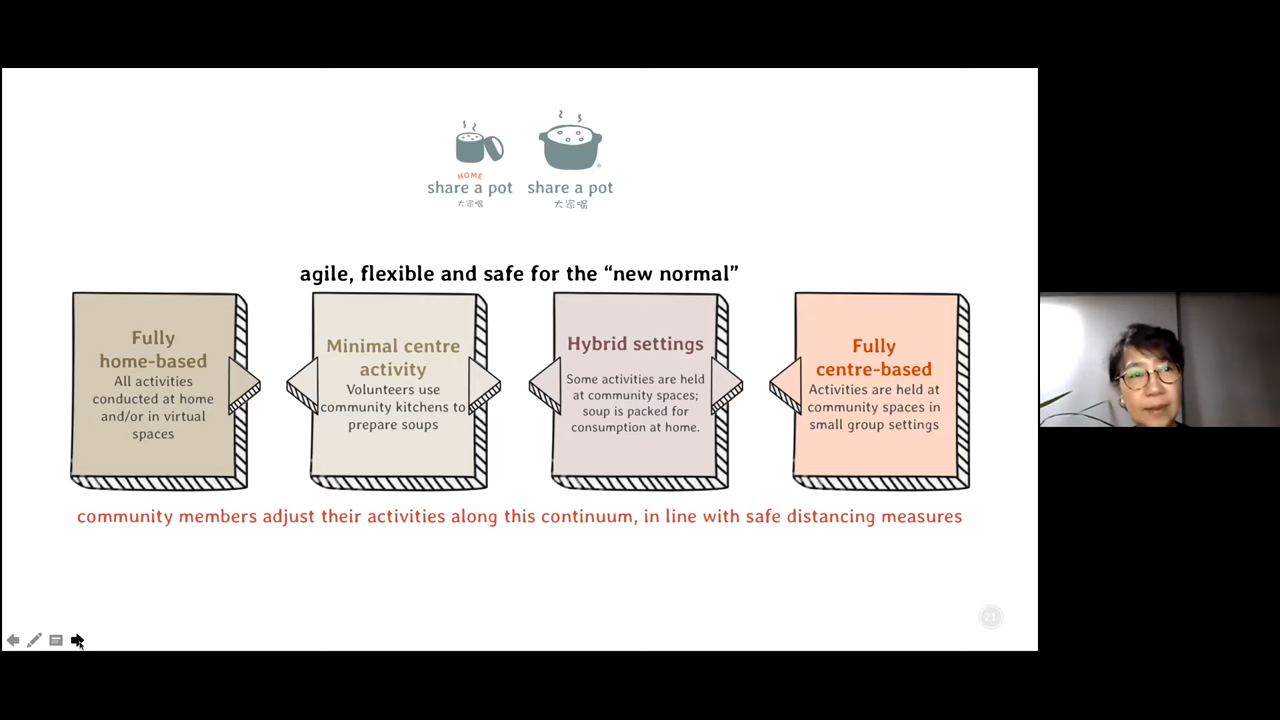 HOME
share a pot
大家喝
share a pot
大家喝
®
agile, flexible and safe for the “new normal”
Fully
home-based
All activities
conducted at home
and/or in virtual
spaces
Minimal centre
activity
Volunteers use
community kitchens to
prepare soups
Hybrid settings
Some activities are held
at community spaces;
soup is packed for
consumption at home.
Fully
centre-based
Activities are held at
community spaces in
small group settings
community members adjust their activities along this continuum, in line with safe distancing measures
21